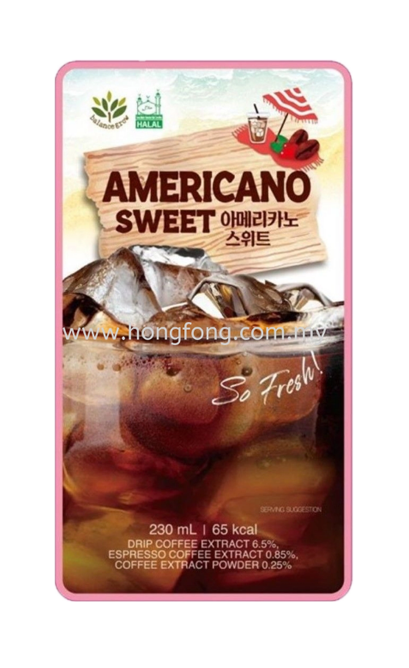 balancegrow
HALAL
AMERICANO
SWEET 아메리카노
스위트
www.hongfong.com.my
So Fresh!
SERVING SUGGESTION
230 mL | 65 kcal
DRIP COFFEE EXTRACT 6.5%,
ESPRESSO COFFEE EXTRACT 0.85%,
COFFEE EXTRACT POWDER 0.25%